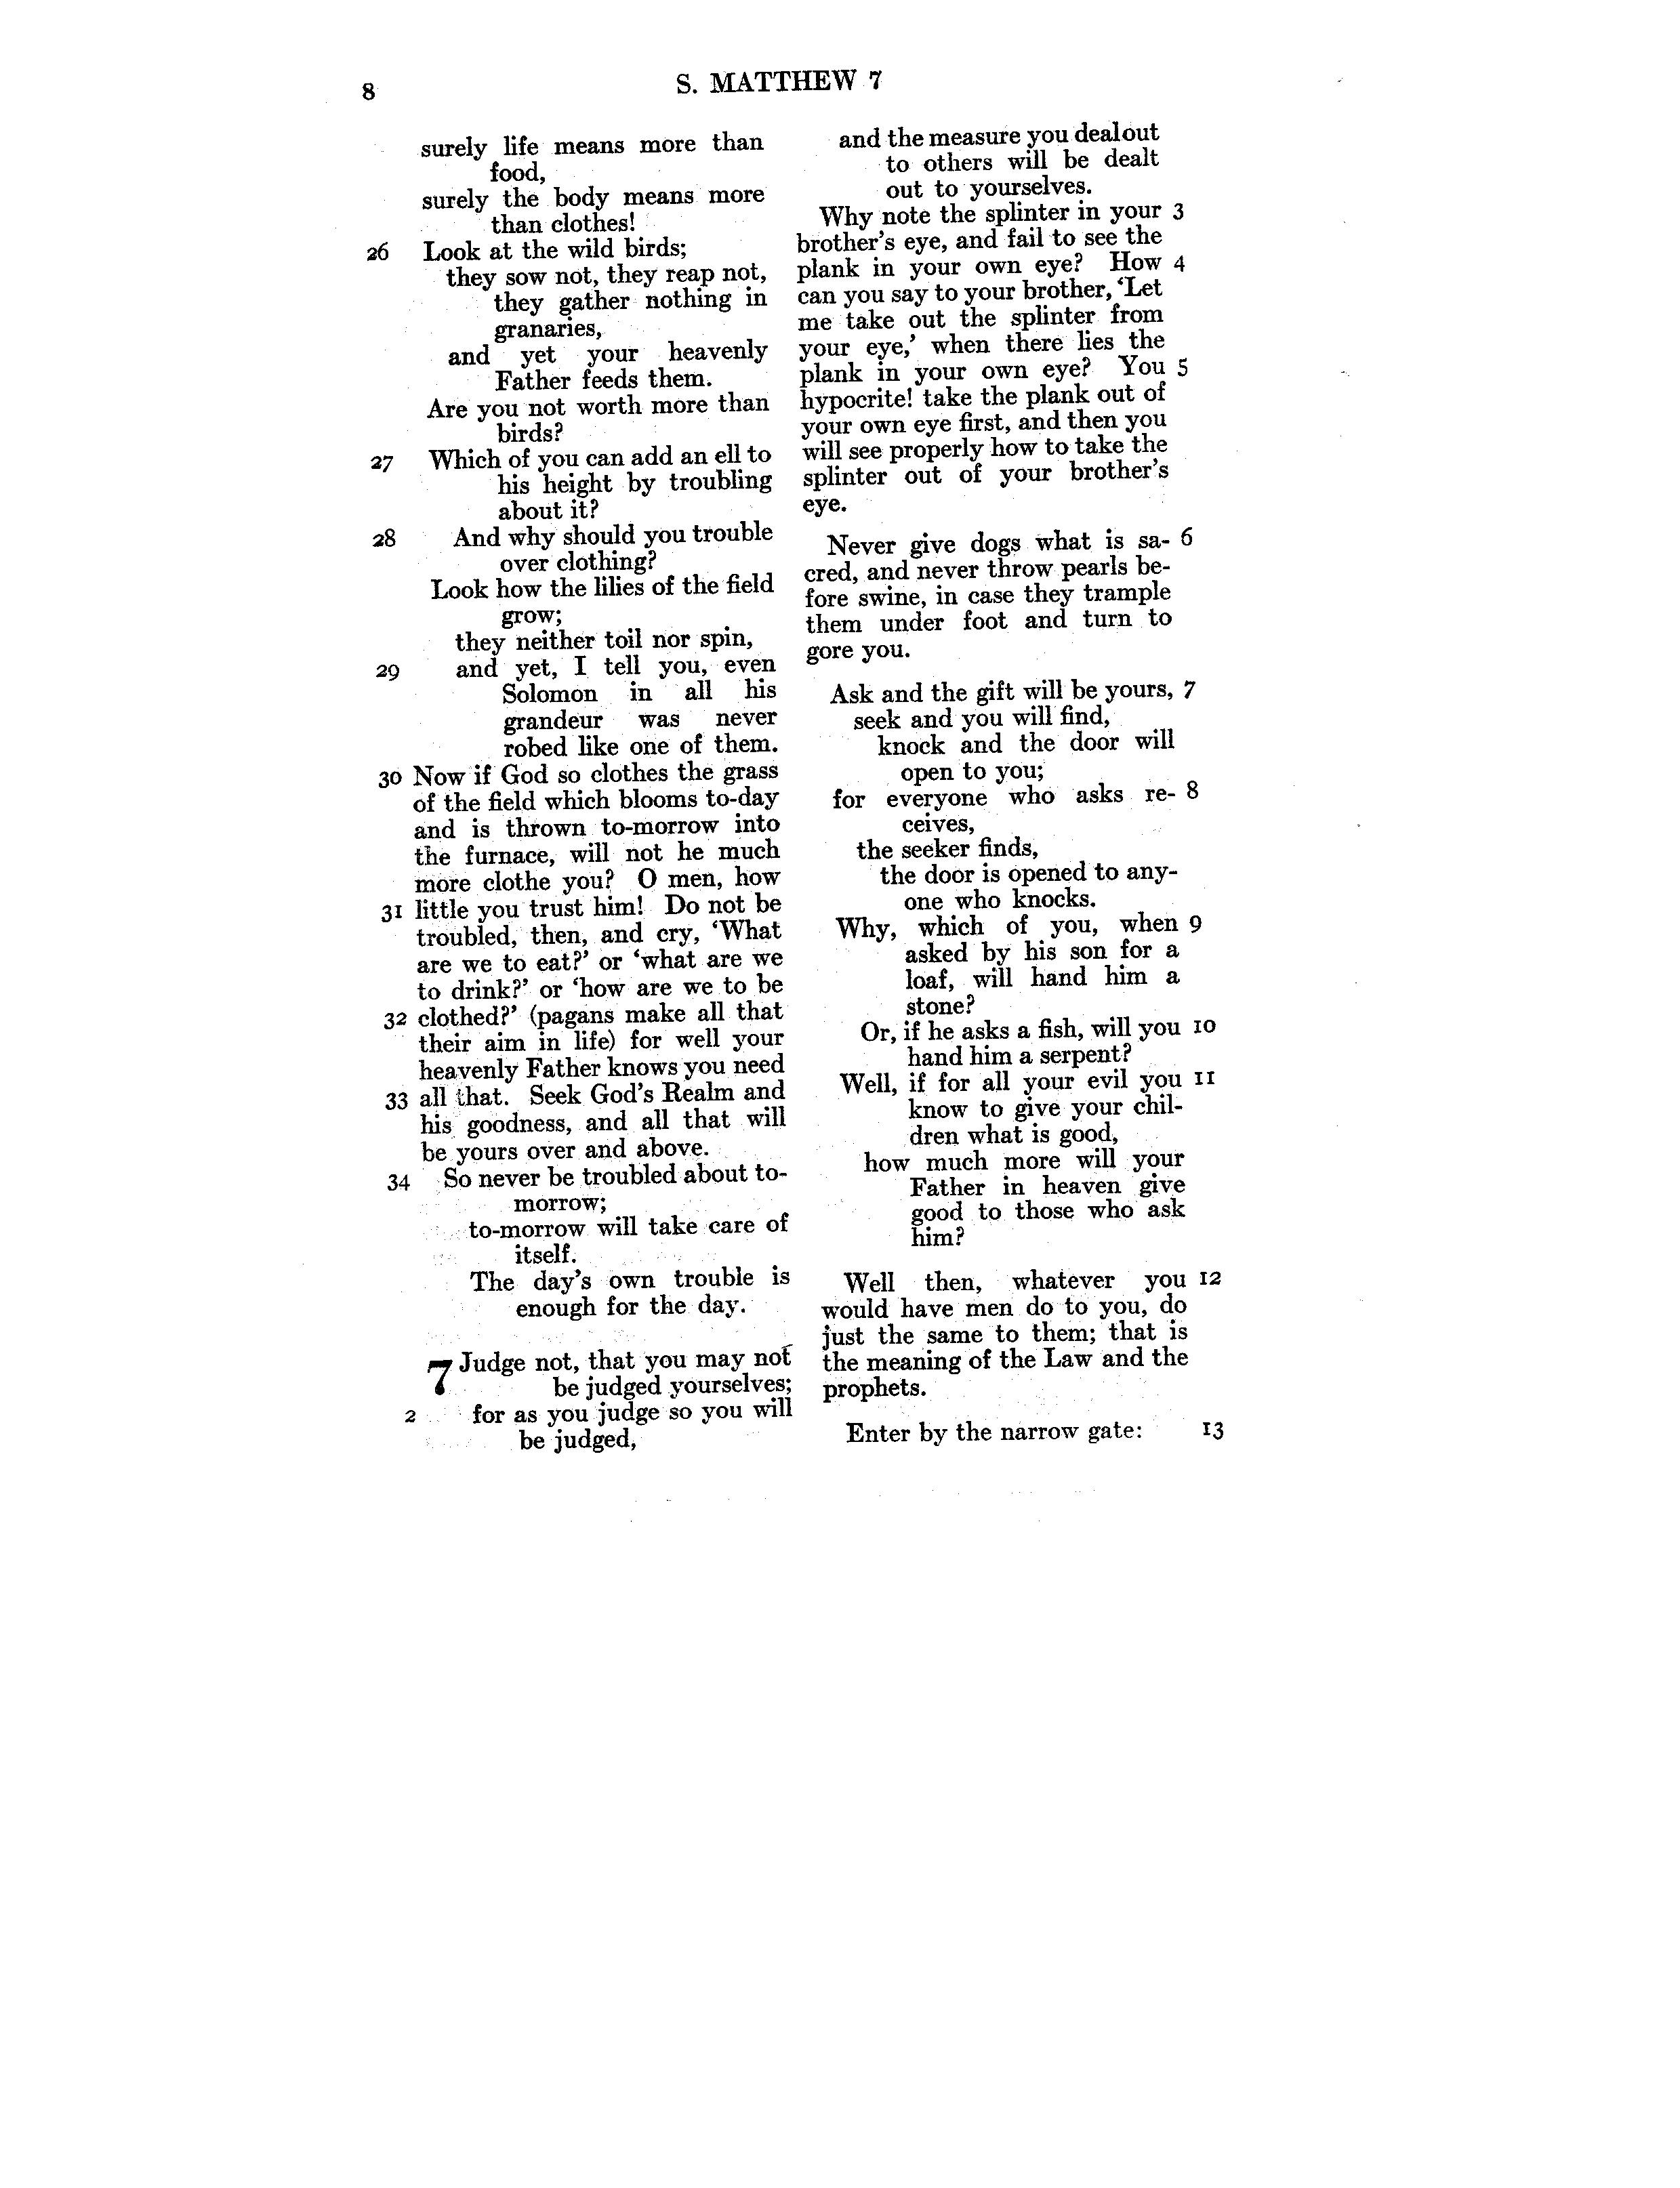 8
S. MATTHEW 7
surely life means more than
food,
surely the body means more
than clothes!
26 Look at the wild birds;
they sow not, they reap not,
they gather nothing in
granaries,
and yet your heavenly
Father feeds them.
Are you not worth more than
birds?
27 Which of you can add an ell to
his height by troubling
about it?
28 And why should you trouble
over clothing?
Look how the lilies of the field
grow;
they neither toil nor spin,
29 and yet, I tell you, even
Solomon in all his
grandeur was never
robed like one of them.
30 Now if God so clothes the grass
of the field which blooms to-day
and is thrown to-morrow into
the furnace, will not he much
more clothe you? O men, how
31 little you trust him! Do not be
troubled, then, and cry, 'What
are we to eat?' or 'what are we
to drink?' or 'how are we to be
32 clothed?' (pagans make all that
their aim in life) for well your
heavenly Father knows you need
33 all that. Seek God's Realm and
his goodness, and all that will
be yours over and above.
34 So never be troubled about to-
morrow;
to-morrow will take care of
itself.
The day's own trouble is
enough for the day.
7 Judge not, that you may not
be judged yourselves;
2 for as you judge so you will
be judged,
and the measure you deal out
to others will be dealt
out to yourselves.
Why note the splinter in your 3
brother's eye, and fail to see the
plank in your own eye? How 4
can you say to your brother, 'Let
me take out the splinter from
your eye,' when there lies the
plank in your own eye? You 5
hypocrite! take the plank out of
your own eye first, and then you
will see properly how to take the
splinter out of your brother's
eye.
Never give dogs what is sa- 6
cred, and never throw pearls be-
fore swine, in case they trample
them under foot and turn to
gore you.
Ask and the gift will be yours, 7
seek and you will find,
knock and the door will
open to you;
for everyone who asks re- 8
ceives,
the seeker finds,
the door is opened to any-
one who knocks.
Why, which of you, when 9
asked by his son for a
loaf, will hand him a
stone?
Or, if he asks a fish, will you 10
hand him a serpent?
Well, if for all your evil you 11
know to give your chil-
dren what is good,
how much more will your
Father in heaven give
good to those who ask
him?
Well then, whatever you 12
would have men do to you, do
just the same to them; that is
the meaning of the Law and the
prophets.
Enter by the narrow gate: 13